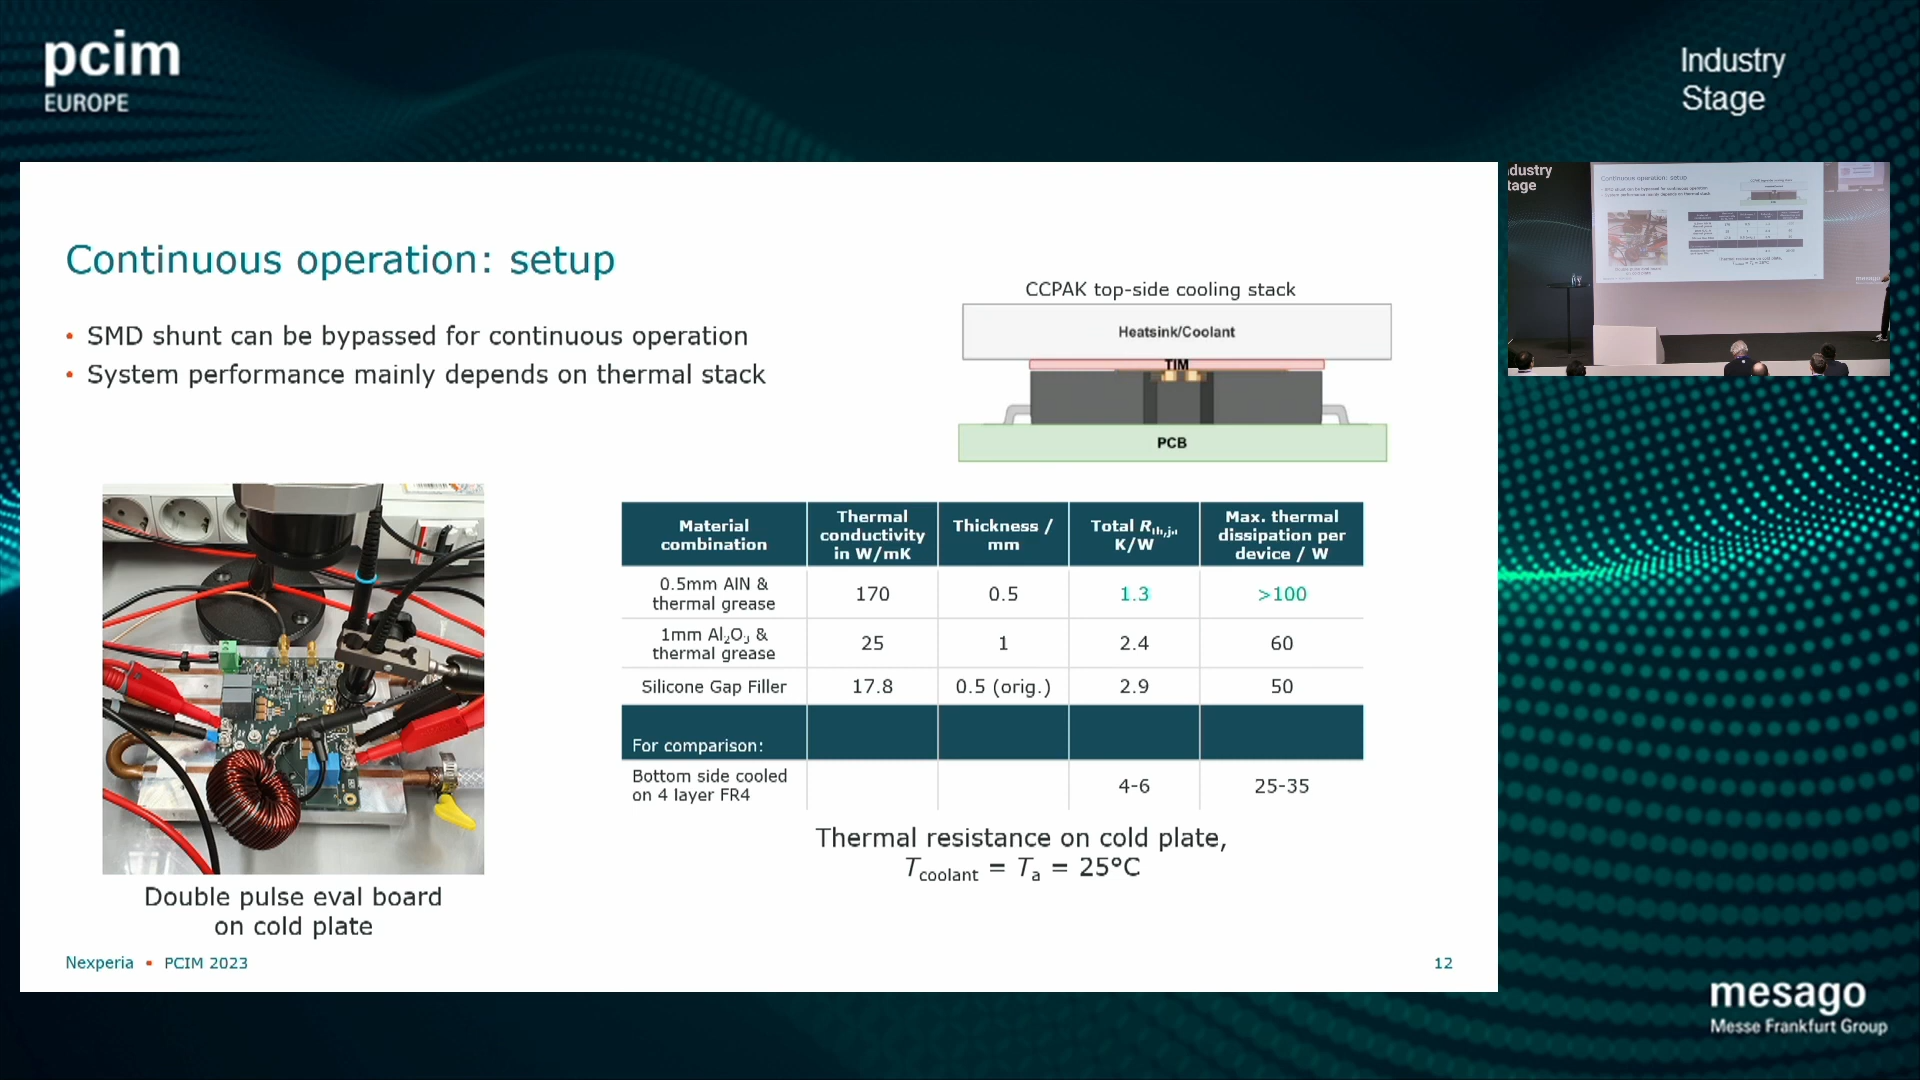 pcim
EUROPE
Industry
Stage
Continuous operation: setup
• SMD shunt can be bypassed for continuous operation
• System performance mainly depends on thermal stack
CCPAK top-side cooling stack
Heatsink/Coolant
TIM
PCB
Material combination
Thermal conductivity in W/mK
Thickness / mm
Total K/W
Max. thermal dissipation per device / W
0.5mm AlN & thermal grease 170 0.5 1.3 >100
1mm Al₂O₃ & thermal grease 25 1 2.4 60
Silicone Gap Filler 17.8 0.5 (orig.) 2.9 50
For comparison:
Bottom side cooled on 4 layer FR4 4-6 25-35
Thermal resistance on cold plate,
Tcoolant = Ta = 25°C
Double pulse eval board
on cold plate
Nexperia • PCIM 2023
12
dustry
tage
Continuous operation: setup
mesago
Messe Frankfurt Group